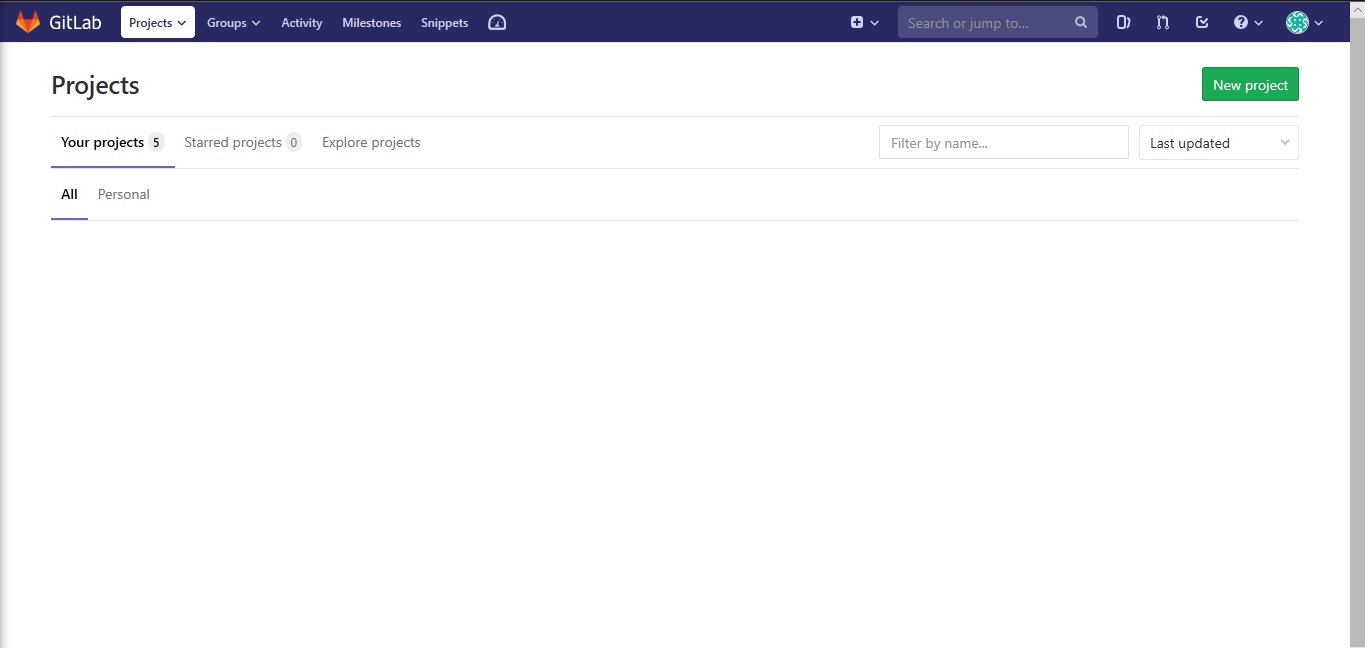 GitLab Projects Groups Activity Milestones Snippets Search or jump to...
Projects New project
Your projects 5 Starred projects 0 Explore projects Filter by name... Last updated
All Personal